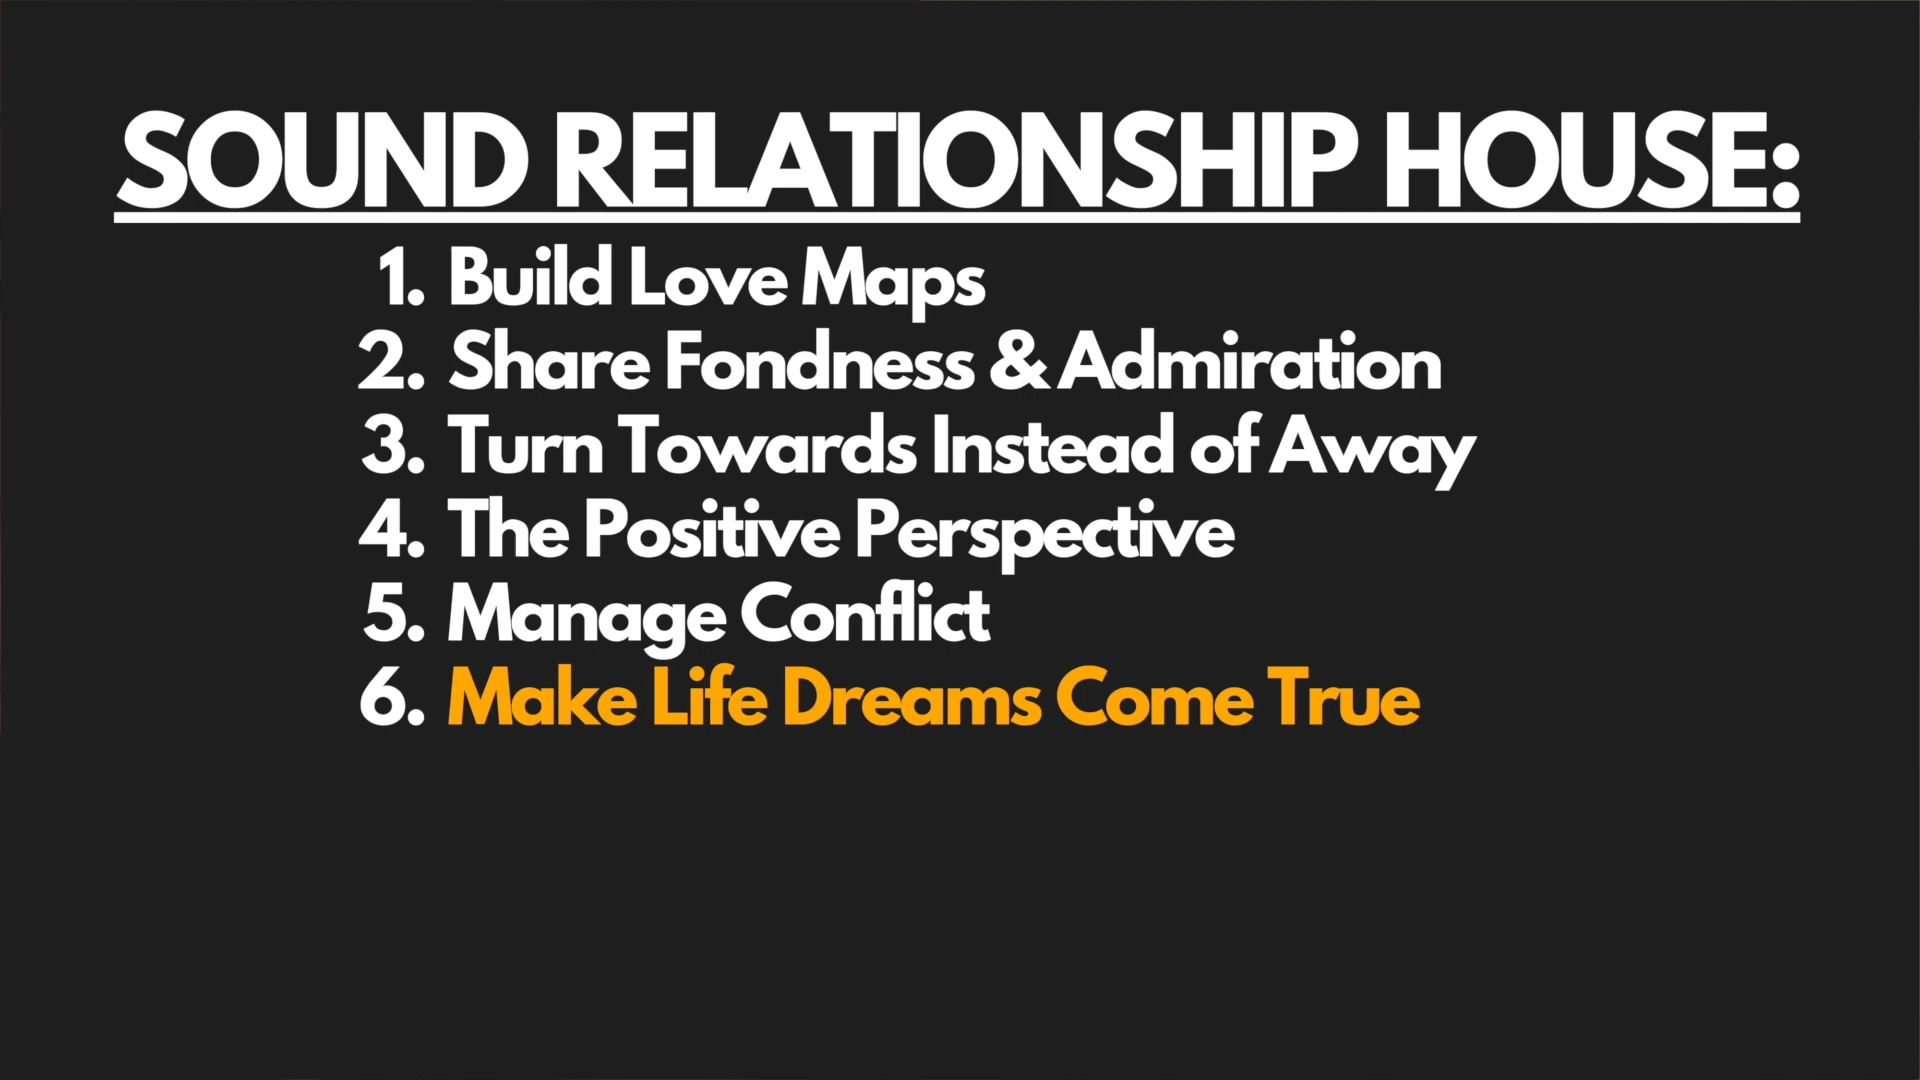 SOUND RELATIONSHIP HOUSE:
1. Build Love Maps
2. Share Fondness & Admiration
3. Turn Towards Instead of Away
4. The Positive Perspective
5. Manage Conflict
6. Make Life Dreams Come True